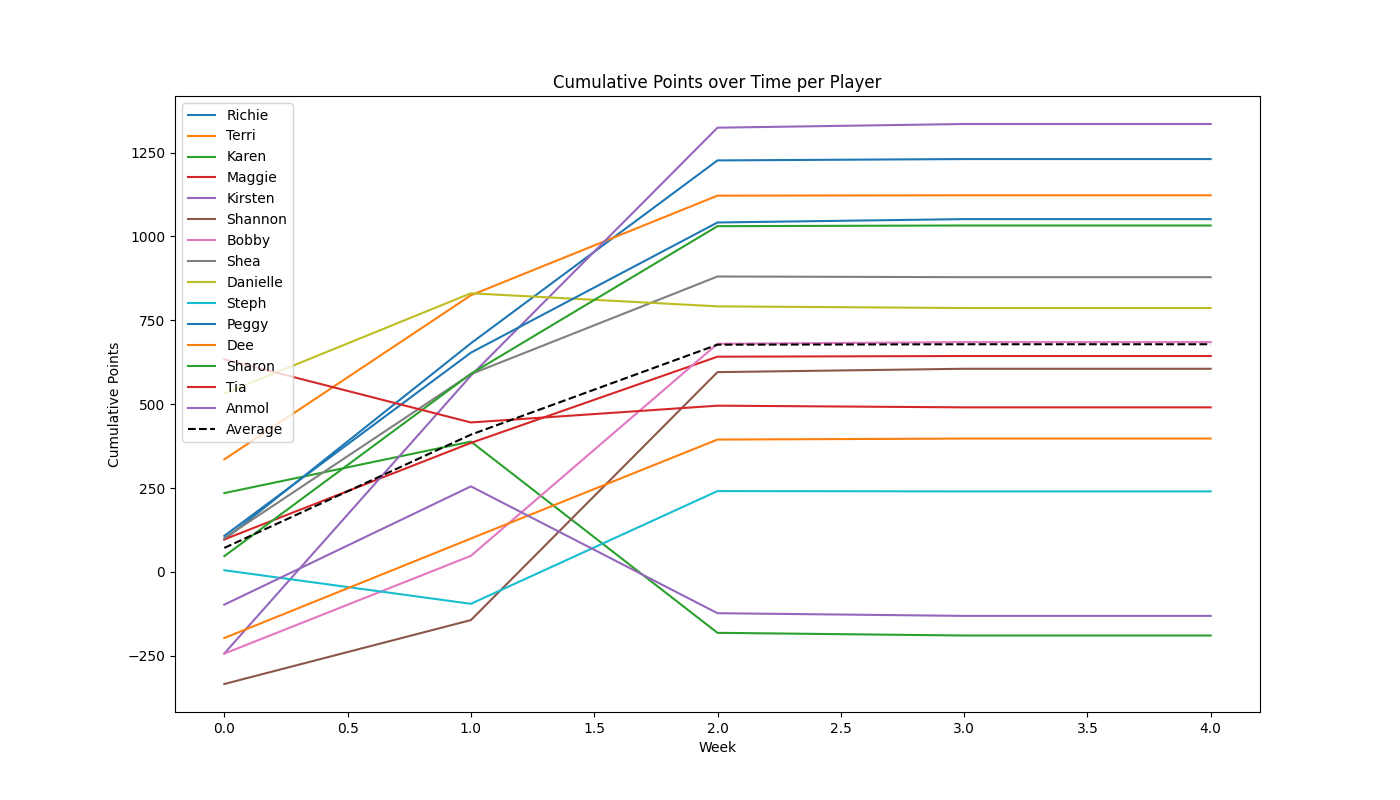 Cumulative Points over Time per Player
Richie
Terri
Karen
Maggie
Kirsten
Shannon
Bobby
Shea
Danielle
Steph
Peggy
Dee
Sharon
Tia
Anmol
Average
Cumulative Points
1250
1000
750
500
250
0
−250
0.0 0.5 1.0 1.5 2.0 2.5 3.0 3.5 4.0
Week